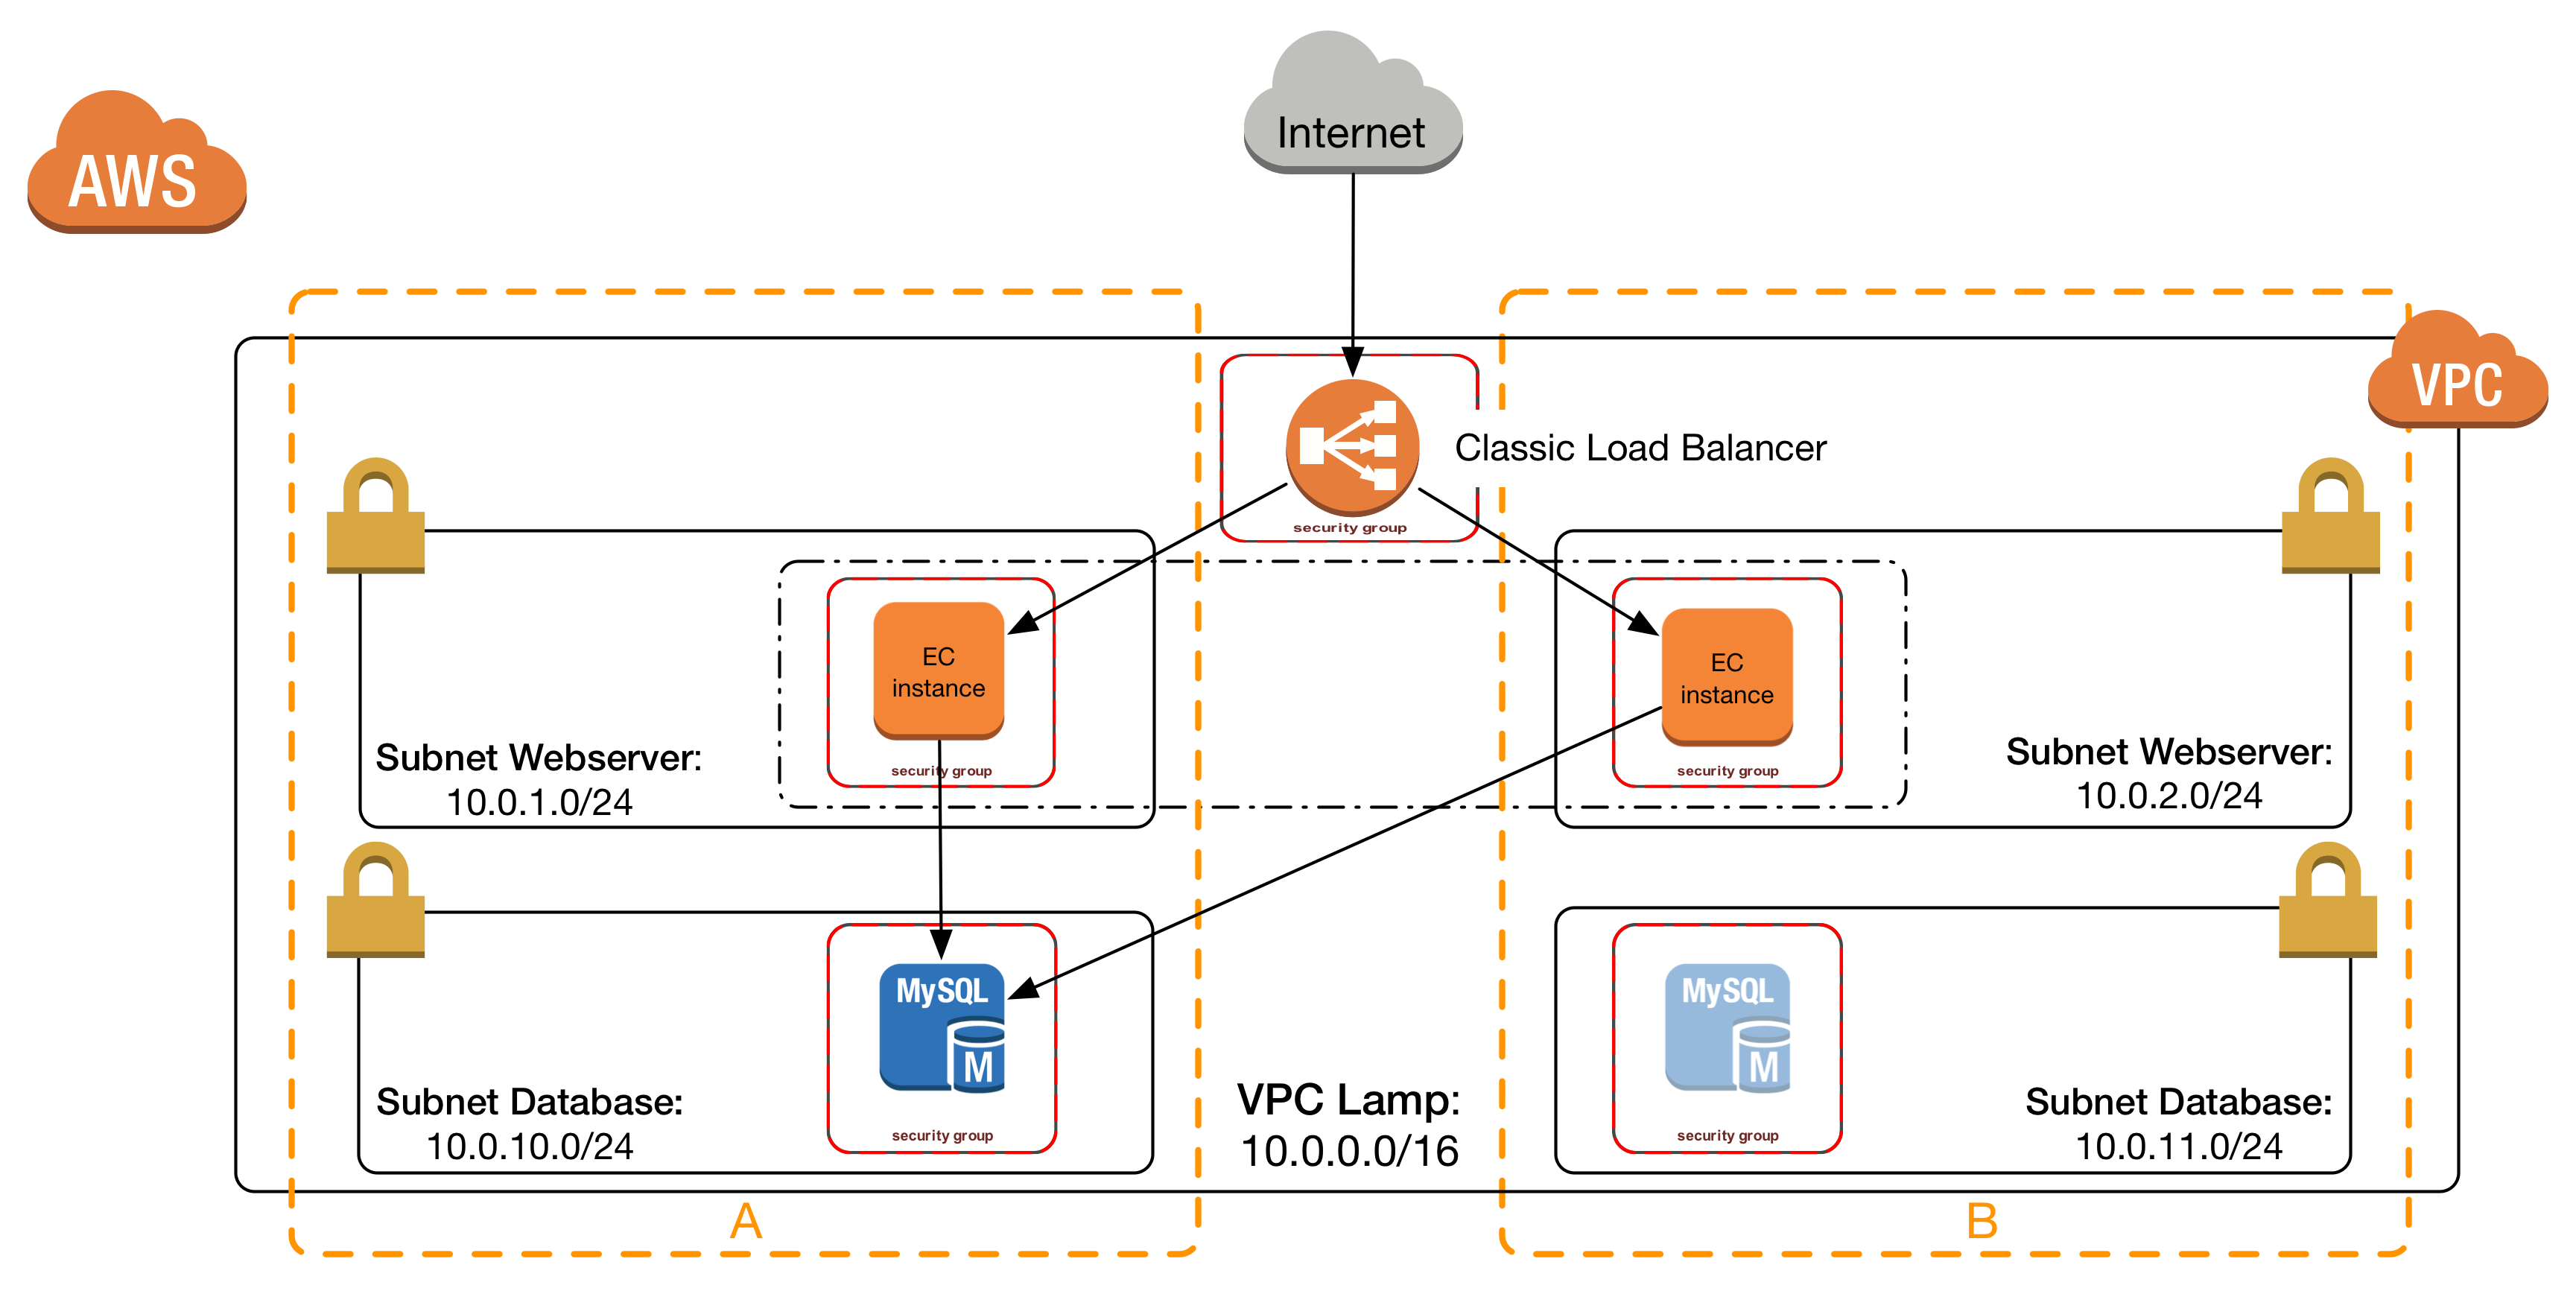 Internet
AWS
VPC
Classic Load Balancer
security group
EC
instance
security group
EC
instance
security group
Subnet Webserver:
10.0.1.0/24
Subnet Webserver:
10.0.2.0/24
MySQL
M
security group
MySQL
M
security group
Subnet Database:
10.0.10.0/24
VPC Lamp:
10.0.0.0/16
Subnet Database:
10.0.11.0/24
A
B